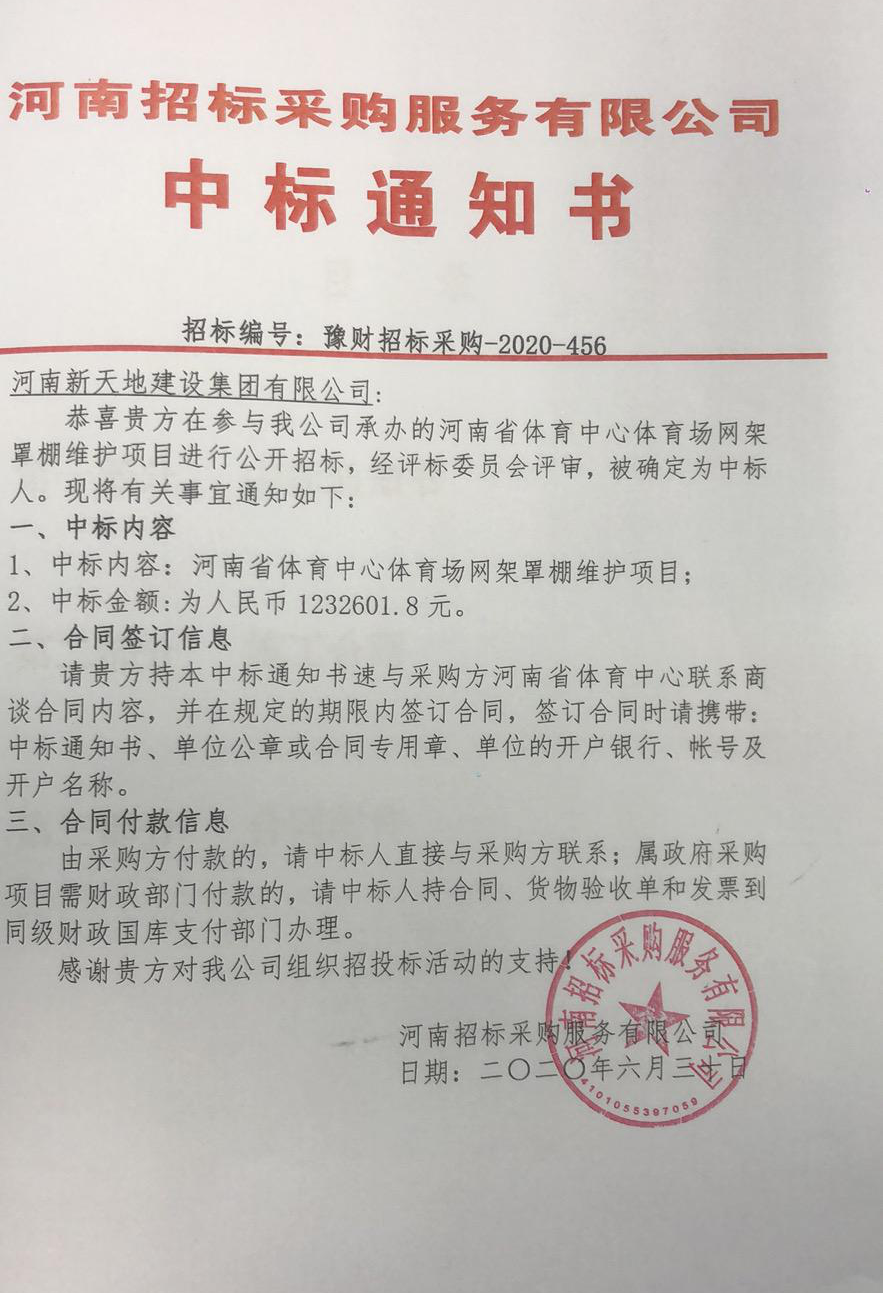 河南招标采购服务有限公司
中标通知书
招标编号：豫财招标采购-2020-456
河南新天地建设集团有限公司:
恭喜贵方在参与我公司承办的河南省体育中心体育场网架
罩棚维护项目进行公开招标，经评标委员会评审，被确定为中标
人。现将有关事宜通知如下：
一、中标内容
1、中标内容：河南省体育中心体育场网架罩棚维护项目；
2、中标金额:为人民币 1232601.8 元。
二、合同签订信息
请贵方持本中标通知书速与采购方河南省体育中心联系商
谈合同内容，并在规定的期限内签订合同，签订合同时请携带：
中标通知书、单位公章或合同专用章、单位的开户银行、帐号及
开户名称。
三、合同付款信息
由采购方付款的，请中标人直接与采购方联系；属政府采购
项目需财政部门付款的，请中标人持合同、货物验收单和发票到
同级财政国库支付部门办理。
感谢贵方对我公司组织招投标活动的支持！
河南招标采购服务有限公司
日期：二〇二〇年六月三十日
河南招标采购服务有限公司
4101055397059